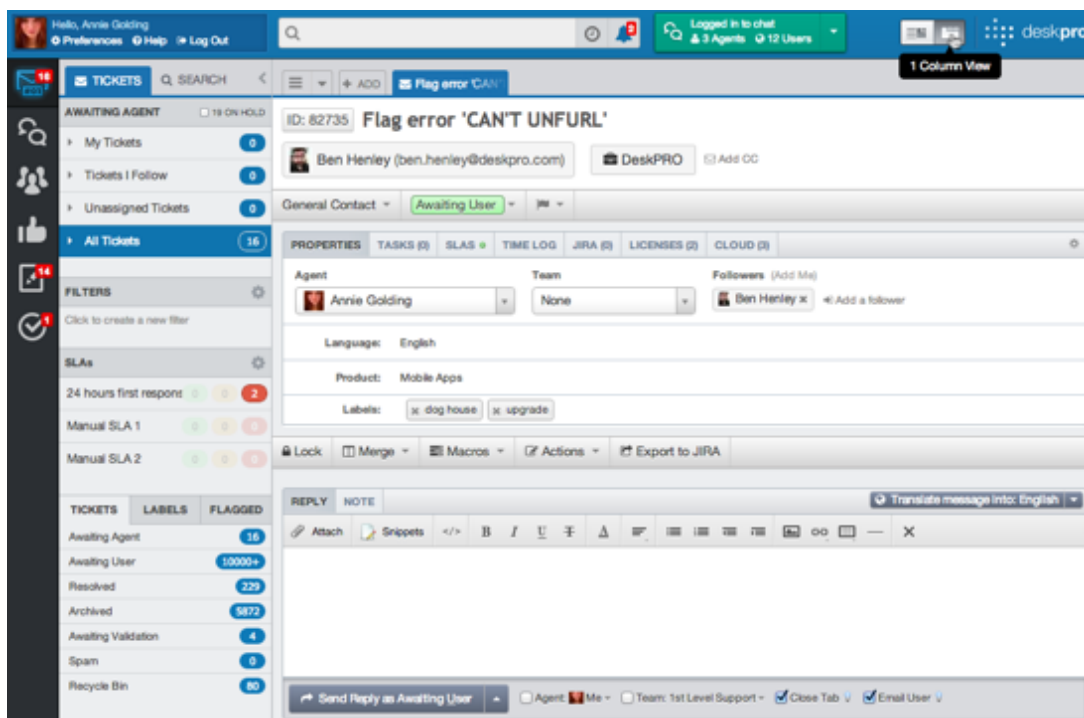 Hello, Annie Golding
Preferences Help Log Out
2
Logged in to chat
3 Agents 12 Users
deskpro
1 Column View
16
14
1
TICKETS SEARCH
AWAITING AGENT 19 ON HOLD
My Tickets 0
Tickets I Follow 0
Unassigned Tickets 0
All Tickets 16
FILTERS
Click to create a new filter
SLAs
24 hours first respons 0 0 2
Manual SLA 1 0 0 0
Manual SLA 2 0 0 0
TICKETS LABELS FLAGGED
Awaiting Agent 16
Awaiting User 10000+
Resolved 229
Archived 5872
Awaiting Validation 4
Spam 0
Recycle Bin 80
+ ADD Flag error 'CAN'
ID: 82735 Flag error 'CAN'T UNFURL'
Ben Henley (ben.henley@deskpro.com) DeskPRO Add CC
General Contact Awaiting User
PROPERTIES TASKS (0) SLAS TIME LOG JIRA (0) LICENSES (2) CLOUD (3)
Agent Team Followers (Add Me)
Annie Golding None Ben Henley x Add a follower
Language: English
Product: Mobile Apps
Labels: x dog house x upgrade
Lock Merge Macros Actions Export to JIRA
REPLY NOTE Translate message into: English
Attach Snippets </> B I U T A
Send Reply as Awaiting User Agent: Me Team: 1st Level Support Close Tab Email User